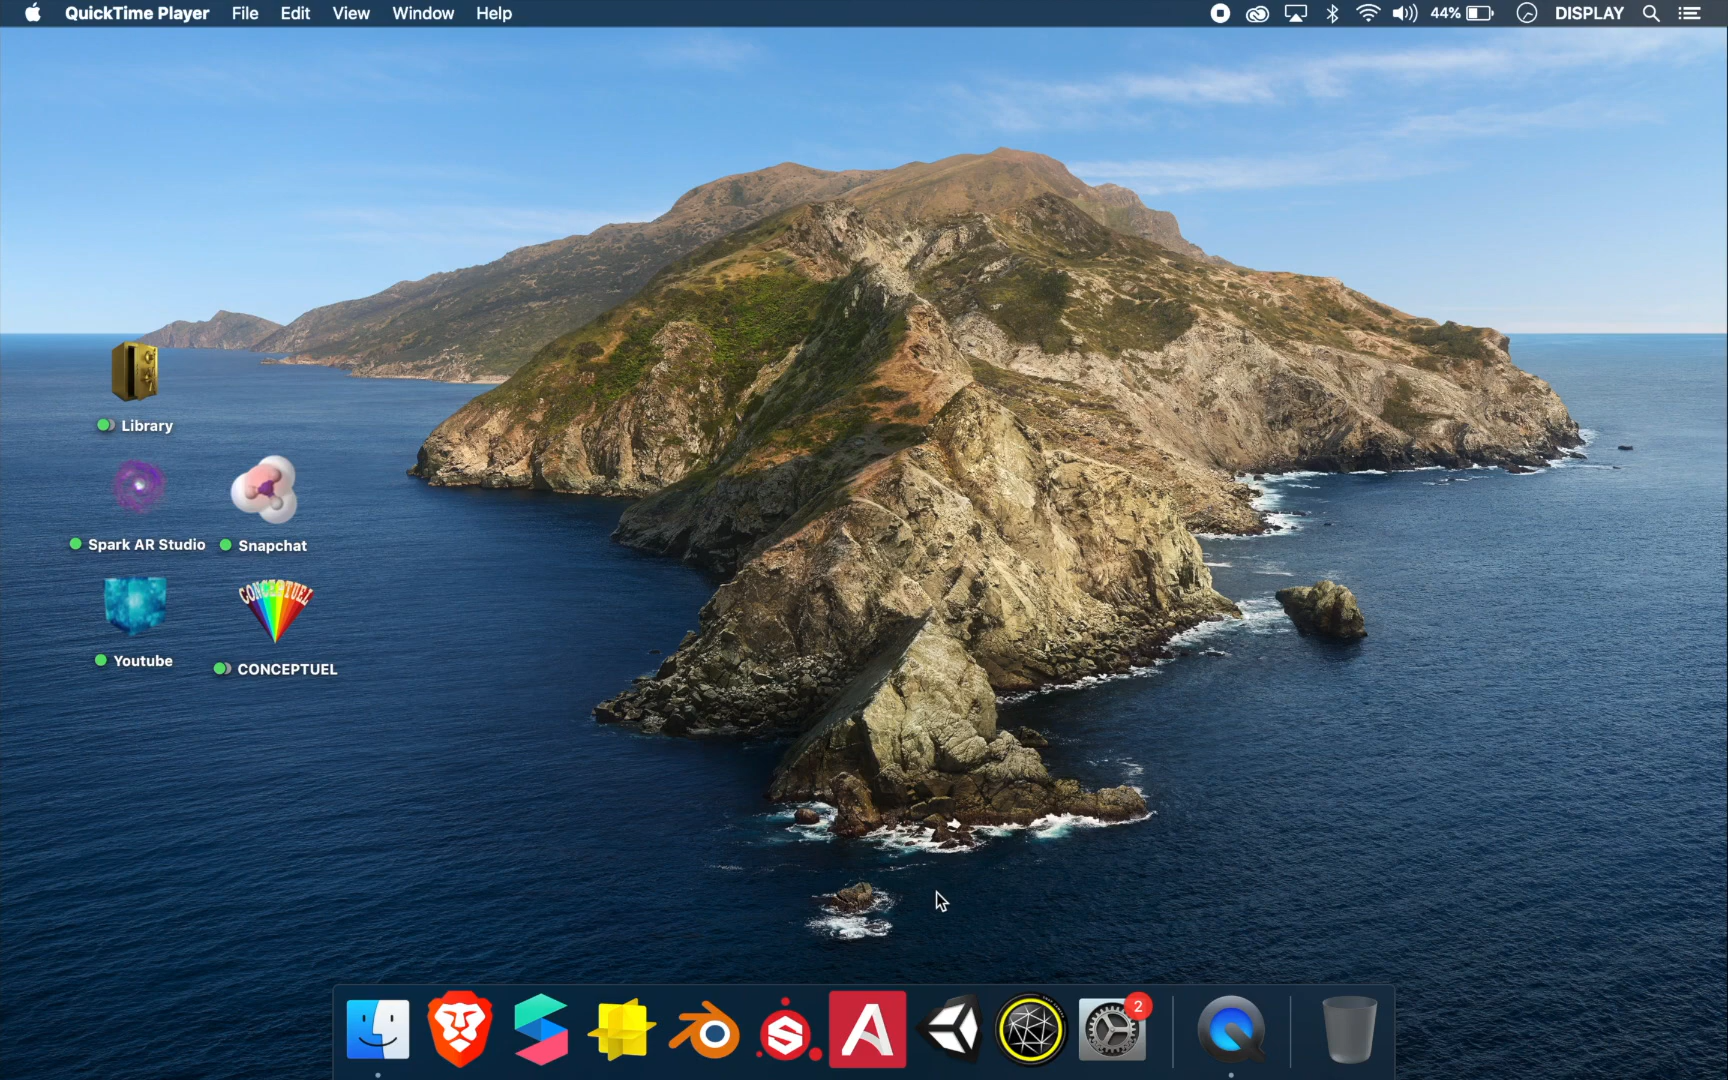 QuickTime Player File Edit View Window Help 44% DISPLAY
Library
Spark AR Studio Snapchat
CONCEPTUEL
Youtube CONCEPTUEL
2